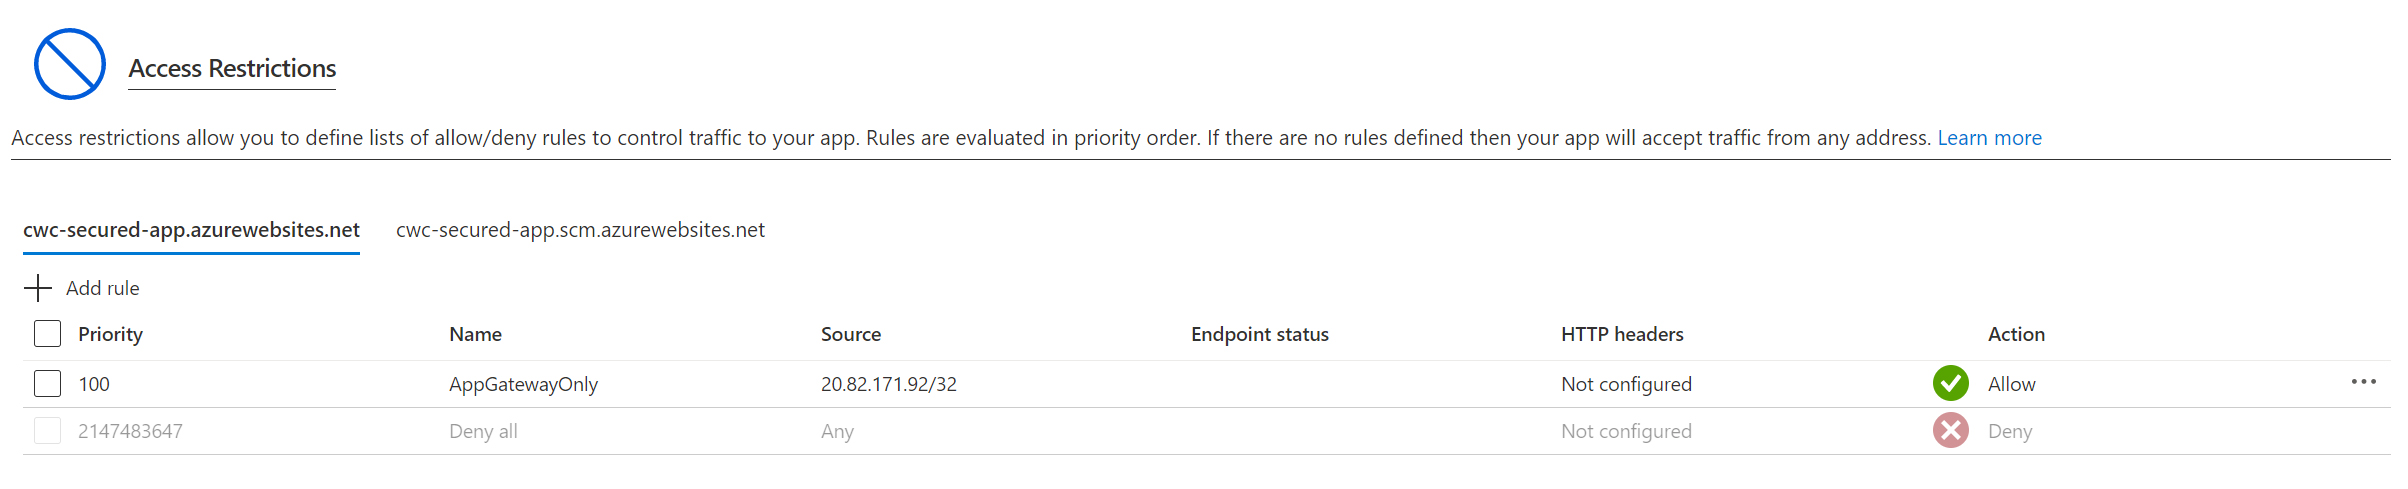 Access Restrictions
Access restrictions allow you to define lists of allow/deny rules to control traffic to your app. Rules are evaluated in priority order. If there are no rules defined then your app will accept traffic from any address. Learn more
cwc-secured-app.azurewebsites.net cwc-secured-app.scm.azurewebsites.net
Add rule
Priority Name Source Endpoint status HTTP headers Action
100 AppGatewayOnly 20.82.171.92/32 Not configured Allow
2147483647 Deny all Any Not configured Deny